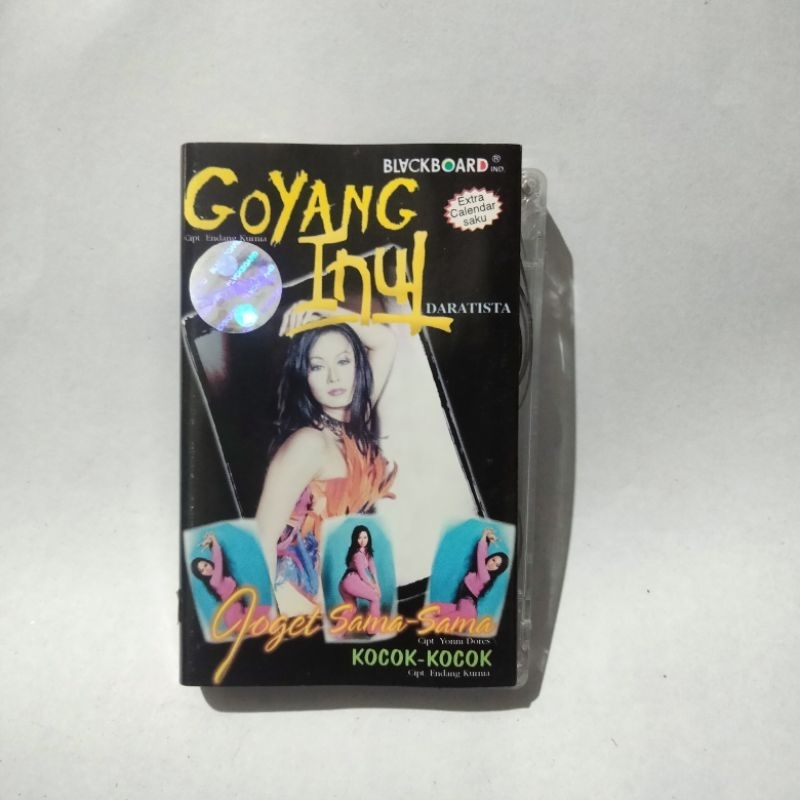 BLACKBOARD ® IND.
GOYANG
Extra
Calendar
saku
Cipt. Endang Kurnia
Inul
DARATISTA
Joget Sama-Sama
Cipt. Yonni Dores
KOCOK-KOCOK
Cipt. Endang Kurnia